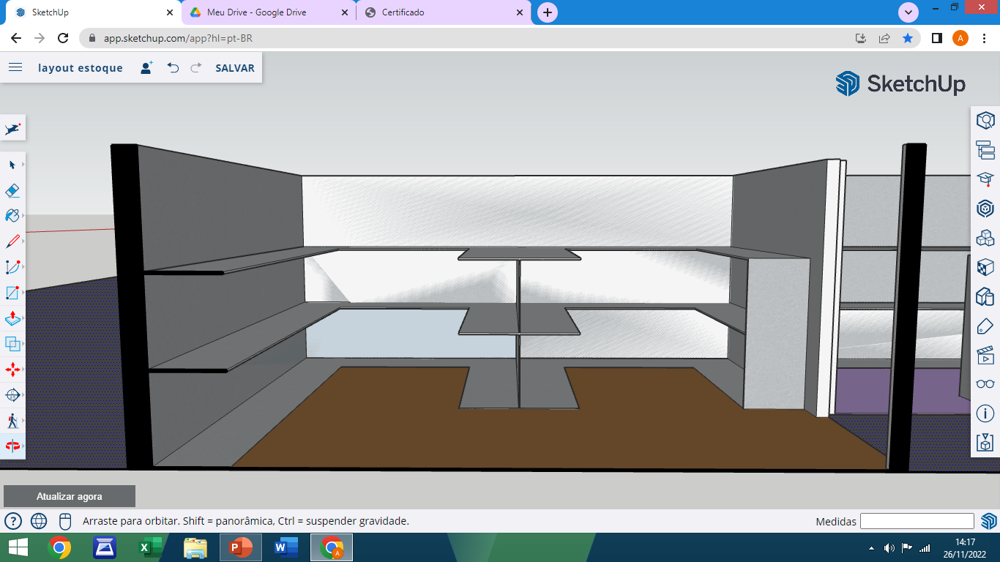 SketchUp
Meu Drive - Google Drive
Certificado
app.sketchup.com/app?hl=pt-BR
A
layout estoque
SALVAR
SketchUp
Atualizar agora
Arraste para orbitar. Shift = panorâmica, Ctrl = suspender gravidade.
Medidas
14:17
26/11/2022